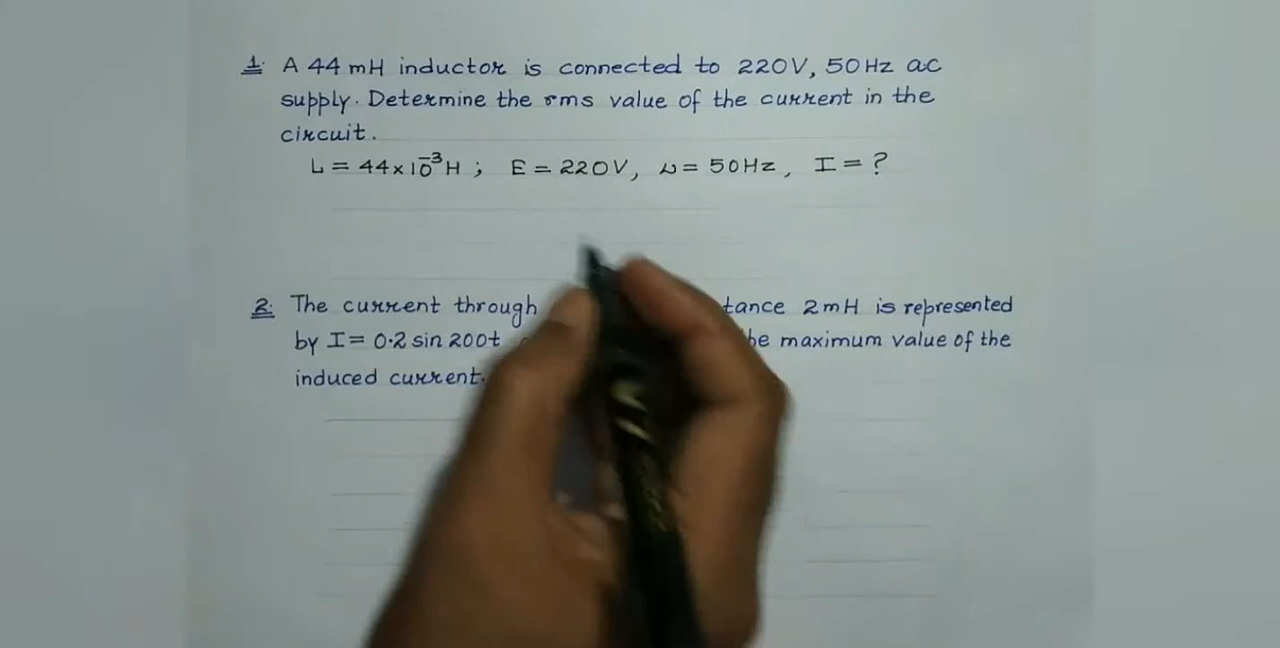 1. A 44 mH inductor is connected to 220V, 50Hz ac
supply. Determine the rms value of the current in the
circuit.
L = 44×10⁻³H ; E = 220V, ν = 50Hz, I = ?
2. The current through tance 2mH is represented
by I = 0.2 sin 200t be maximum value of the
induced current.